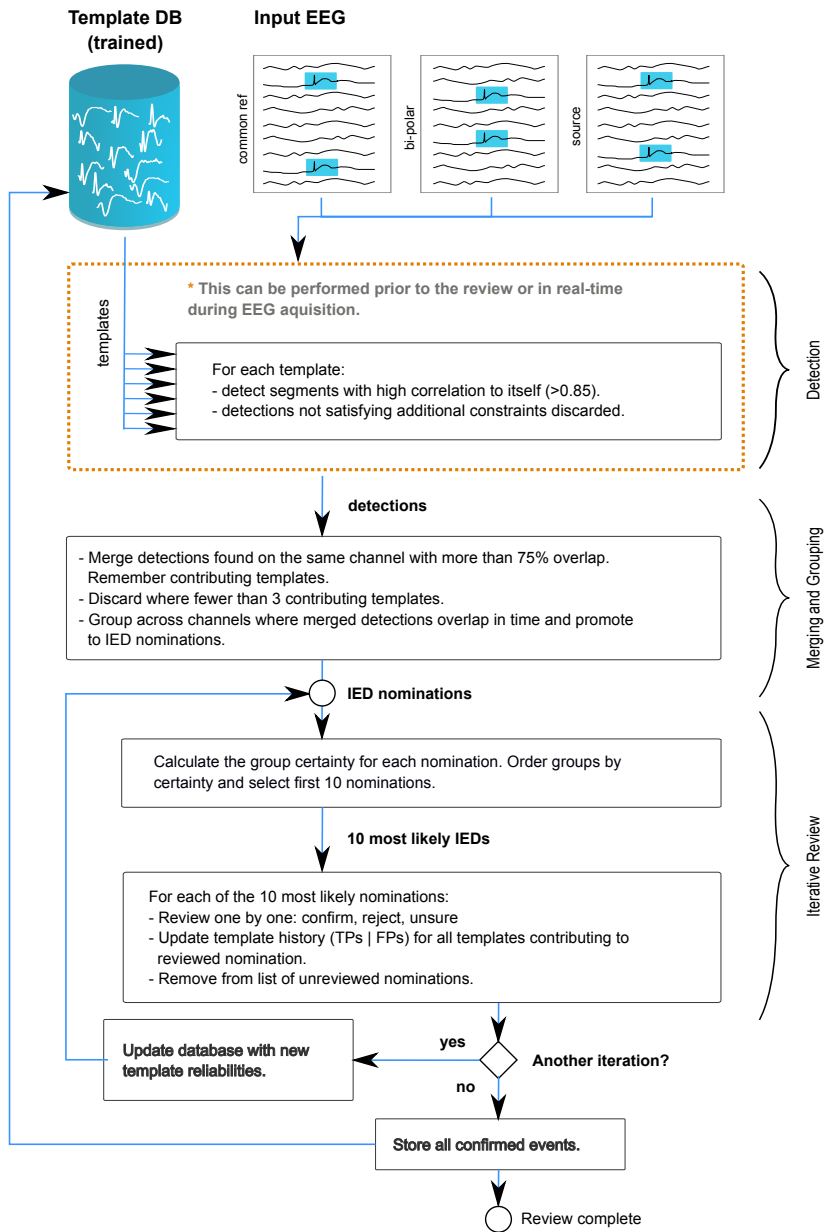 Template DB
(trained)
Input EEG
common ref
bi-polar
source
* This can be performed prior to the review or in real-time
during EEG aquisition.
templates
For each template:
- detect segments with high correlation to itself (>0.85).
- detections not satisfying additional constraints discarded.
Detection
detections
- Merge detections found on the same channel with more than 75% overlap.
Remember contributing templates.
- Discard where fewer than 3 contributing templates.
- Group across channels where merged detections overlap in time and promote
to IED nominations.
Merging and Grouping
IED nominations
Calculate the group certainty for each nomination. Order groups by
certainty and select first 10 nominations.
10 most likely IEDs
For each of the 10 most likely nominations:
- Review one by one: confirm, reject, unsure
- Update template history (TPs | FPs) for all templates contributing to
reviewed nomination.
- Remove from list of unreviewed nominations.
Iterative Review
yes
Another iteration?
Update database with new
template reliabilities.
no
Store all confirmed events.
Review complete